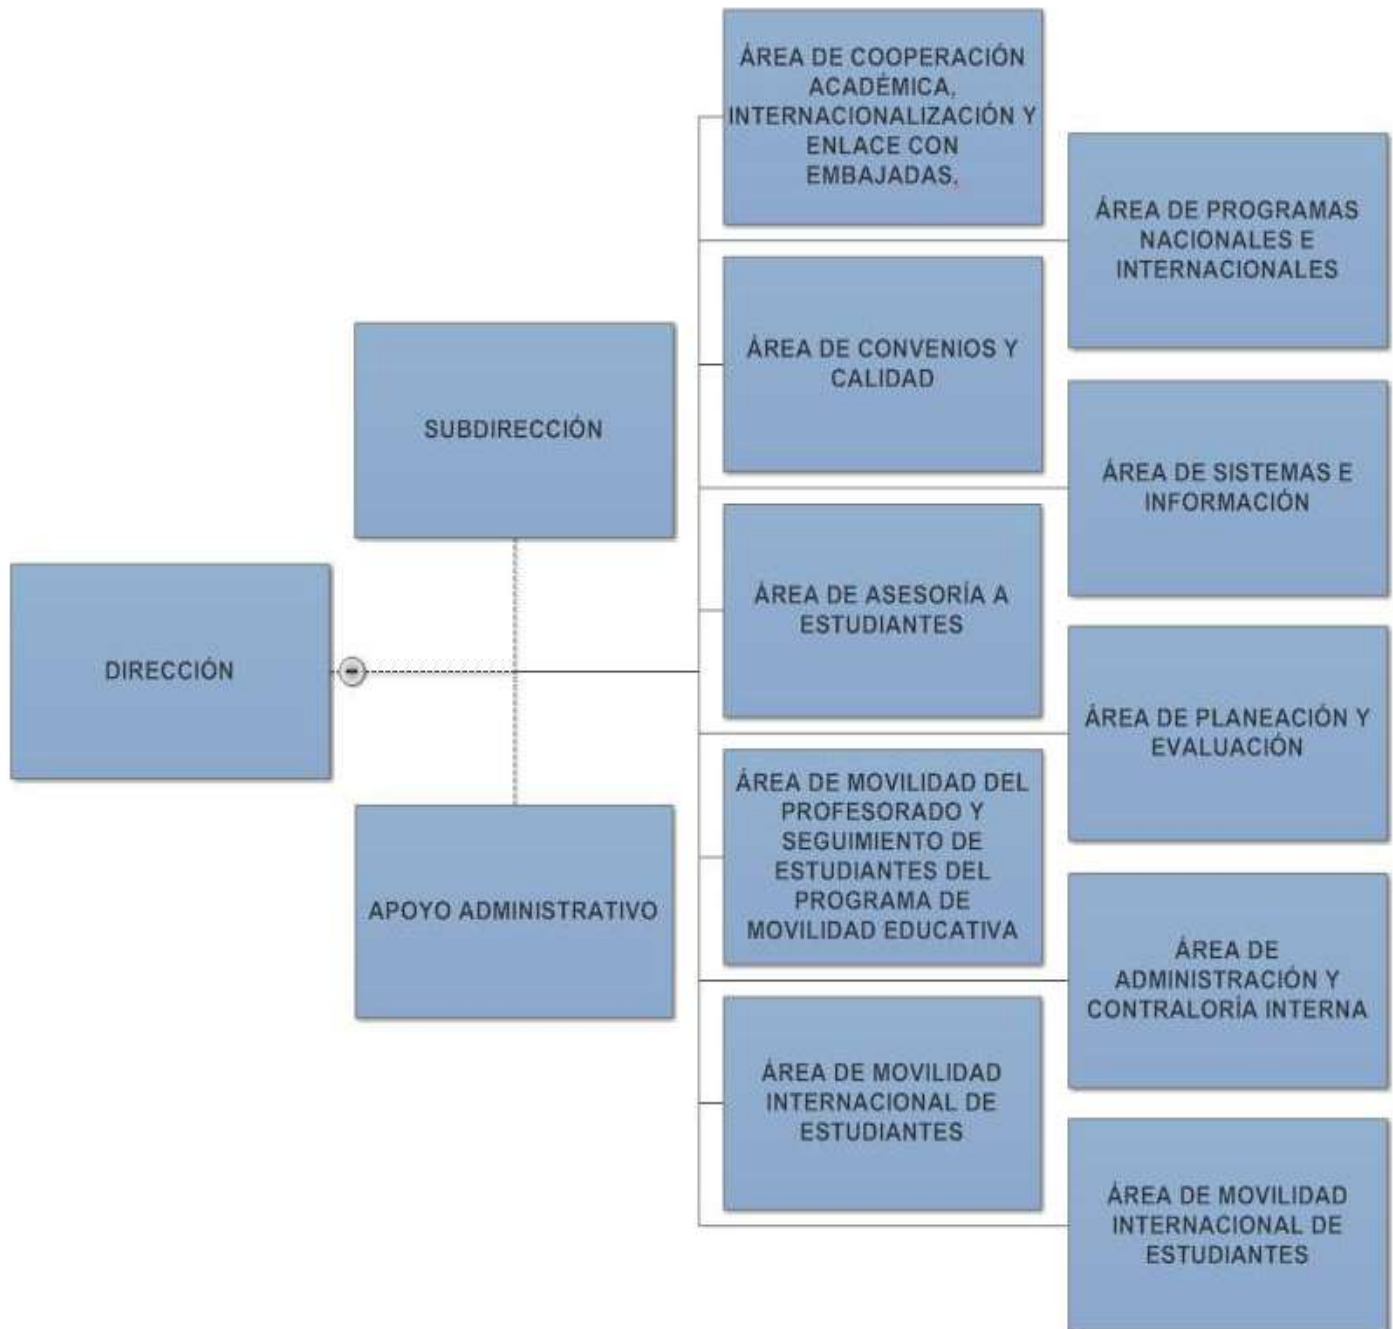 DIRECCIÓN
SUBDIRECCIÓN
APOYO ADMINISTRATIVO
ÁREA DE COOPERACIÓN
ACADÉMICA,
INTERNACIONALIZACIÓN Y
ENLACE CON
EMBAJADAS,
ÁREA DE PROGRAMAS
NACIONALES E
INTERNACIONALES
ÁREA DE CONVENIOS Y
CALIDAD
ÁREA DE SISTEMAS E
INFORMACIÓN
ÁREA DE ASESORÍA A
ESTUDIANTES
ÁREA DE PLANEACIÓN Y
EVALUACIÓN
ÁREA DE MOVILIDAD DEL
PROFESORADO Y
SEGUIMIENTO DE
ESTUDIANTES DEL
PROGRAMA DE
MOVILIDAD EDUCATIVA
ÁREA DE
ADMINISTRACIÓN Y
CONTRALORÍA INTERNA
ÁREA DE MOVILIDAD
INTERNACIONAL DE
ESTUDIANTES
ÁREA DE MOVILIDAD
INTERNACIONAL DE
ESTUDIANTES